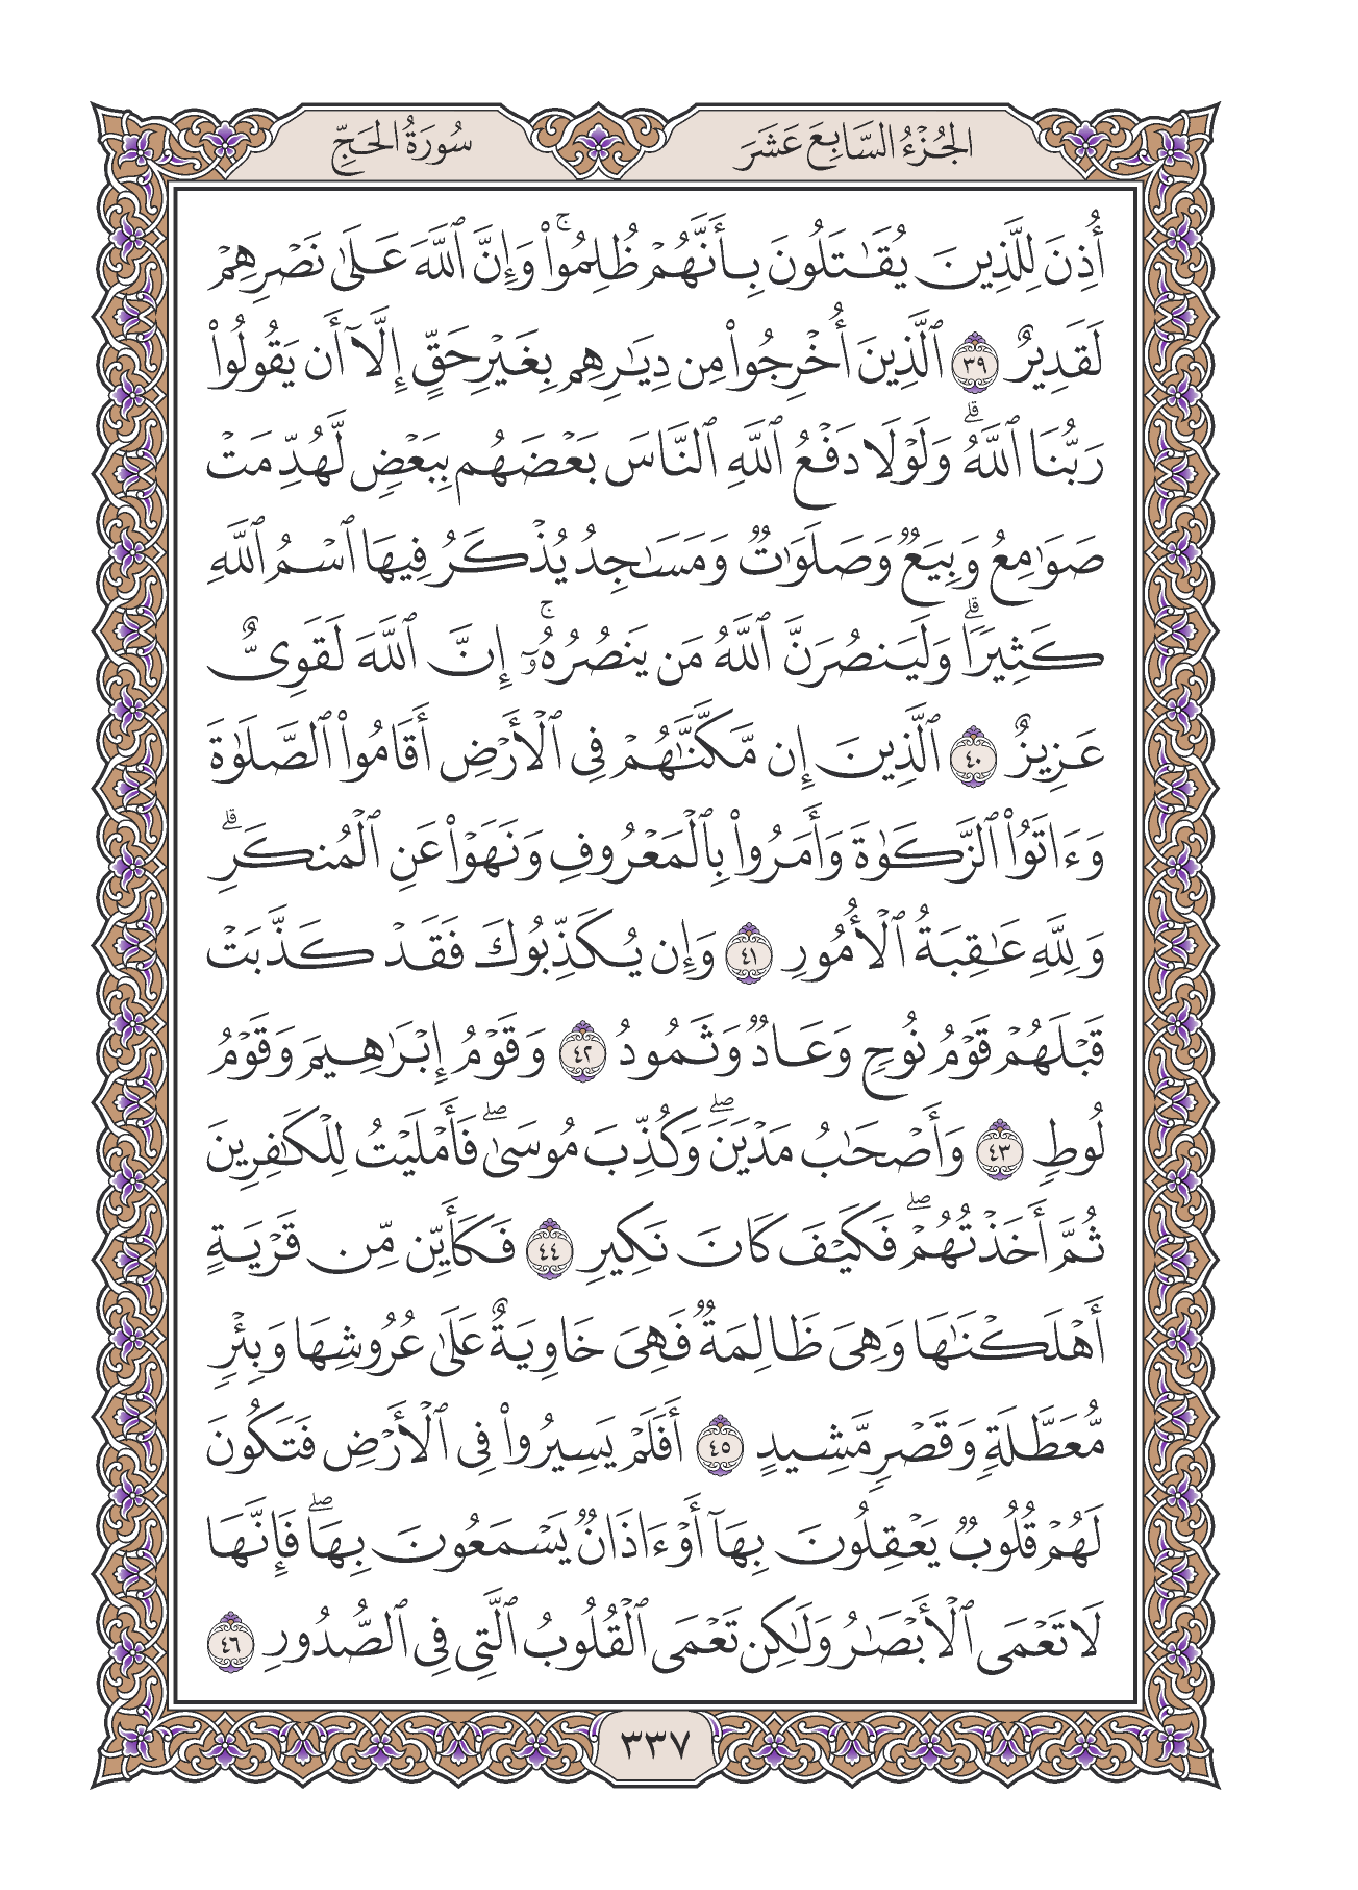 الجُزْءُ السَّابِعَ عَشَرَ
سُورَةُ الحَجِّ
أُذِنَ لِلَّذِينَ يُقَٰتَلُونَ بِأَنَّهُمْ ظُلِمُوا۟ۚ وَإِنَّ ٱللَّهَ عَلَىٰ نَصْرِهِمْ
لَقَدِيرٌ ٣٩ ٱلَّذِينَ أُخْرِجُوا۟ مِن دِيَٰرِهِم بِغَيْرِ حَقٍّ إِلَّآ أَن يَقُولُوا۟
رَبُّنَا ٱللَّهُۗ وَلَوْلَا دَفْعُ ٱللَّهِ ٱلنَّاسَ بَعْضَهُم بِبَعْضٍ لَّهُدِّمَتْ
صَوَٰمِعُ وَبِيَعٌ وَصَلَوَٰتٌ وَمَسَٰجِدُ يُذْكَرُ فِيهَا ٱسْمُ ٱللَّهِ
كَثِيرًاۗ وَلَيَنصُرَنَّ ٱللَّهُ مَن يَنصُرُهُۥٓۚ إِنَّ ٱللَّهَ لَقَوِىٌّ
عَزِيزٌ ٤٠ ٱلَّذِينَ إِن مَّكَّنَّٰهُمْ فِى ٱلْأَرْضِ أَقَامُوا۟ ٱلصَّلَوٰةَ
وَءَاتَوُا۟ ٱلزَّكَوٰةَ وَأَمَرُوا۟ بِٱلْمَعْرُوفِ وَنَهَوْا۟ عَنِ ٱلْمُنكَرِۗ
وَلِلَّهِ عَٰقِبَةُ ٱلْأُمُورِ ٤١ وَإِن يُكَذِّبُوكَ فَقَدْ كَذَّبَتْ
قَبْلَهُمْ قَوْمُ نُوحٍ وَعَادٌ وَثَمُودُ ٤٢ وَقَوْمُ إِبْرَٰهِيمَ وَقَوْمُ
لُوطٍ ٤٣ وَأَصْحَٰبُ مَدْيَنَۖ وَكُذِّبَ مُوسَىٰۖ فَأَمْلَيْتُ لِلْكَٰفِرِينَ
ثُمَّ أَخَذْتُهُمْۖ فَكَيْفَ كَانَ نَكِيرِ ٤٤ فَكَأَيِّن مِّن قَرْيَةٍ
أَهْلَكْنَٰهَا وَهِىَ ظَالِمَةٌ فَهِىَ خَاوِيَةٌ عَلَىٰ عُرُوشِهَا وَبِئْرٍ
مُّعَطَّلَةٍ وَقَصْرٍ مَّشِيدٍ ٤٥ أَفَلَمْ يَسِيرُوا۟ فِى ٱلْأَرْضِ فَتَكُونَ
لَهُمْ قُلُوبٌ يَعْقِلُونَ بِهَآ أَوْ ءَاذَانٌ يَسْمَعُونَ بِهَاۖ فَإِنَّهَا
لَا تَعْمَى ٱلْأَبْصَٰرُ وَلَٰكِن تَعْمَى ٱلْقُلُوبُ ٱلَّتِى فِى ٱلصُّدُورِ ٤٦
٣٣٧